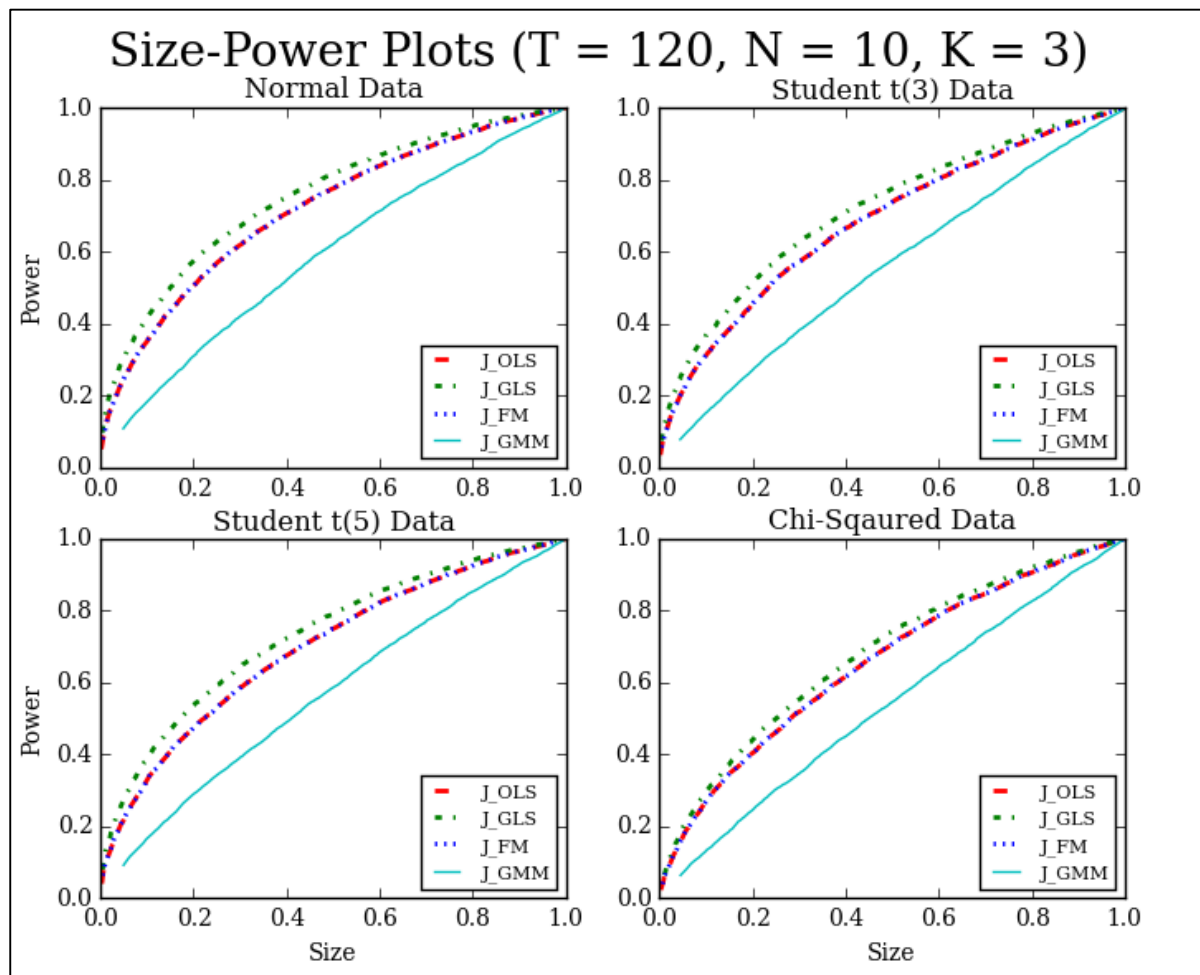 Size-Power Plots (T = 120, N = 10, K = 3)
Normal Data
1.0
0.8
0.6
0.4
0.2
0.0
Power
J_OLS
J_GLS
J_FM
J_GMM
0.0 0.2 0.4 0.6 0.8 1.0
Student t(3) Data
1.0
0.8
0.6
0.4
0.2
0.0
J_OLS
J_GLS
J_FM
J_GMM
0.0 0.2 0.4 0.6 0.8 1.0
Student t(5) Data
1.0
0.8
0.6
0.4
0.2
0.0
Power
J_OLS
J_GLS
J_FM
J_GMM
0.0 0.2 0.4 0.6 0.8 1.0
Size
Chi-Sqaured Data
1.0
0.8
0.6
0.4
0.2
0.0
J_OLS
J_GLS
J_FM
J_GMM
0.0 0.2 0.4 0.6 0.8 1.0
Size